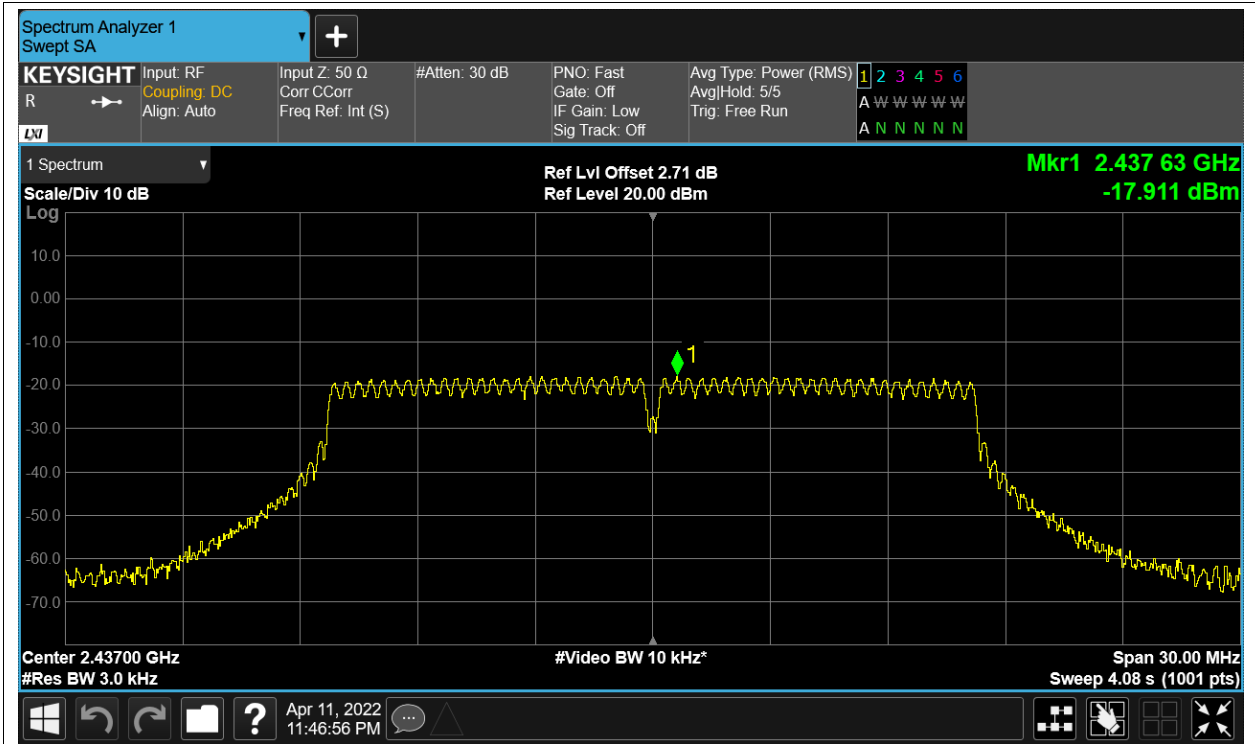 Spectrum Analyzer 1
Swept SA
KEYSIGHT
R
LXI
Input: RF
Coupling: DC
Align: Auto
Input Z: 50 Ω
Corr CCorr
Freq Ref: Int (S)
#Atten: 30 dB
PNO: Fast
Gate: Off
IF Gain: Low
Sig Track: Off
Avg Type: Power (RMS)
Avg|Hold: 5/5
Trig: Free Run
1 2 3 4 5 6
A W W W W W
A N N N N N
1 Spectrum
Scale/Div 10 dB
Log
Ref Lvl Offset 2.71 dB
Ref Level 20.00 dBm
Mkr1 2.437 63 GHz
-17.911 dBm
10.0
0.00
-10.0
-20.0
-30.0
-40.0
-50.0
-60.0
-70.0
1
Center 2.43700 GHz
#Res BW 3.0 kHz
#Video BW 10 kHz*
Span 30.00 MHz
Sweep 4.08 s (1001 pts)
?
Apr 11, 2022
11:46:56 PM